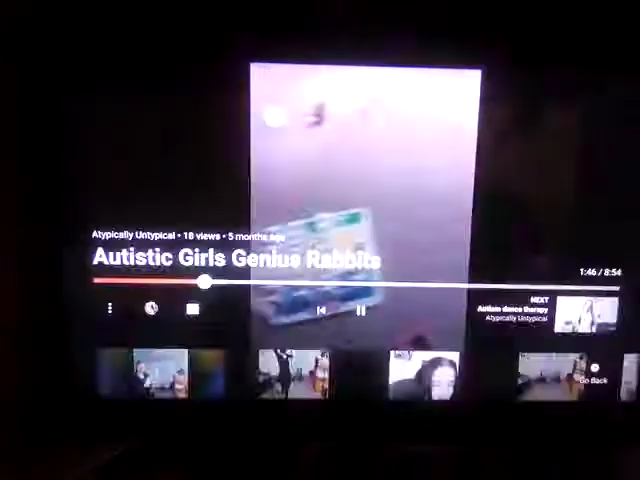 Atypically Untypical • 18 views • 5 months ago
Autistic Girls Genius Rabbits
1:46 / 8:54
NEXT
Autism dance therapy
Atypically Untypical
Go Back